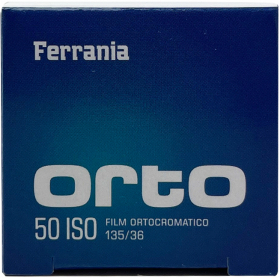 Ferrania
orto
50 ISO
FILM ORTOCROMATICO
135/36